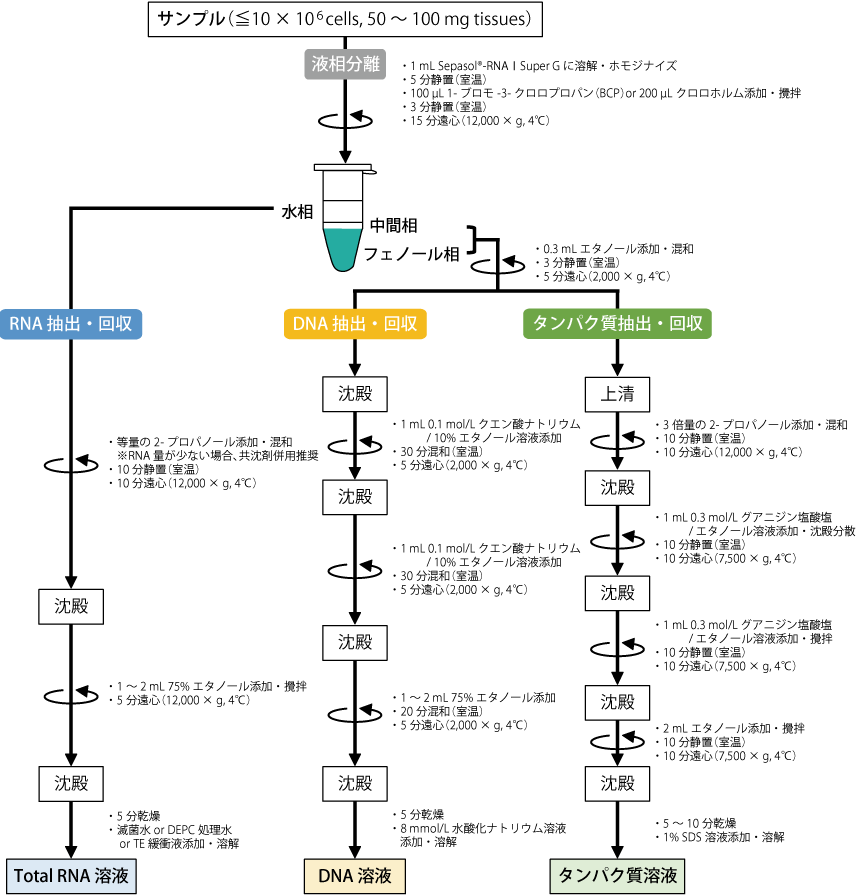 サンプル（≦10 × 10⁶cells, 50 ～ 100 mg tissues）
液相分離
・1 mL Sepasol®-RNAⅠSuper G に溶解・ホモジナイズ
・5 分静置（室温）
・100 µL 1- ブロモ -3- クロロプロパン（BCP）or 200 µL クロロホルム添加・攪拌
・3 分静置（室温）
・15 分遠心（12,000 × g, 4℃）
水相
中間相
フェノール相
・0.3 mL エタノール添加・混和
・3 分静置（室温）
・5 分遠心（2,000 × g, 4℃）
RNA 抽出・回収
・等量の 2- プロパノール添加・混和
※RNA 量が少ない場合、共沈剤併用推奨
・10 分静置（室温）
・10 分遠心（12,000 × g, 4℃）
沈殿
・1 ～ 2 mL 75% エタノール添加・攪拌
・5 分遠心（12,000 × g, 4℃）
沈殿
・5 分乾燥
・滅菌水 or DEPC 処理水
or TE 緩衝液添加・溶解
Total RNA 溶液
DNA 抽出・回収
沈殿
・1 mL 0.1 mol/L クエン酸ナトリウム
/ 10% エタノール溶液添加
・30 分混和（室温）
・5 分遠心（2,000 × g, 4℃）
沈殿
・1 mL 0.1 mol/L クエン酸ナトリウム
/ 10% エタノール溶液添加
・30 分混和（室温）
・5 分遠心（2,000 × g, 4℃）
沈殿
・1 ～ 2 mL 75% エタノール添加
・20 分混和（室温）
・5 分遠心（2,000 × g, 4℃）
沈殿
・5 分乾燥
・8 mmol/L 水酸化ナトリウム溶液
添加・溶解
DNA 溶液
タンパク質抽出・回収
上清
・3 倍量の 2- プロパノール添加・混和
・10 分静置（室温）
・10 分遠心（12,000 × g, 4℃）
沈殿
・1 mL 0.3 mol/L グアニジン塩酸塩
/ エタノール溶液添加・沈殿分散
・10 分静置（室温）
・10 分遠心（7,500 × g, 4℃）
沈殿
・1 mL 0.3 mol/L グアニジン塩酸塩
/ エタノール溶液添加・攪拌
・10 分静置（室温）
・10 分遠心（7,500 × g, 4℃）
沈殿
・2 mL エタノール添加・攪拌
・10 分静置（室温）
・10 分遠心（7,500 × g, 4℃）
沈殿
・5 ～ 10 分乾燥
・1% SDS 溶液添加・溶解
タンパク質溶液